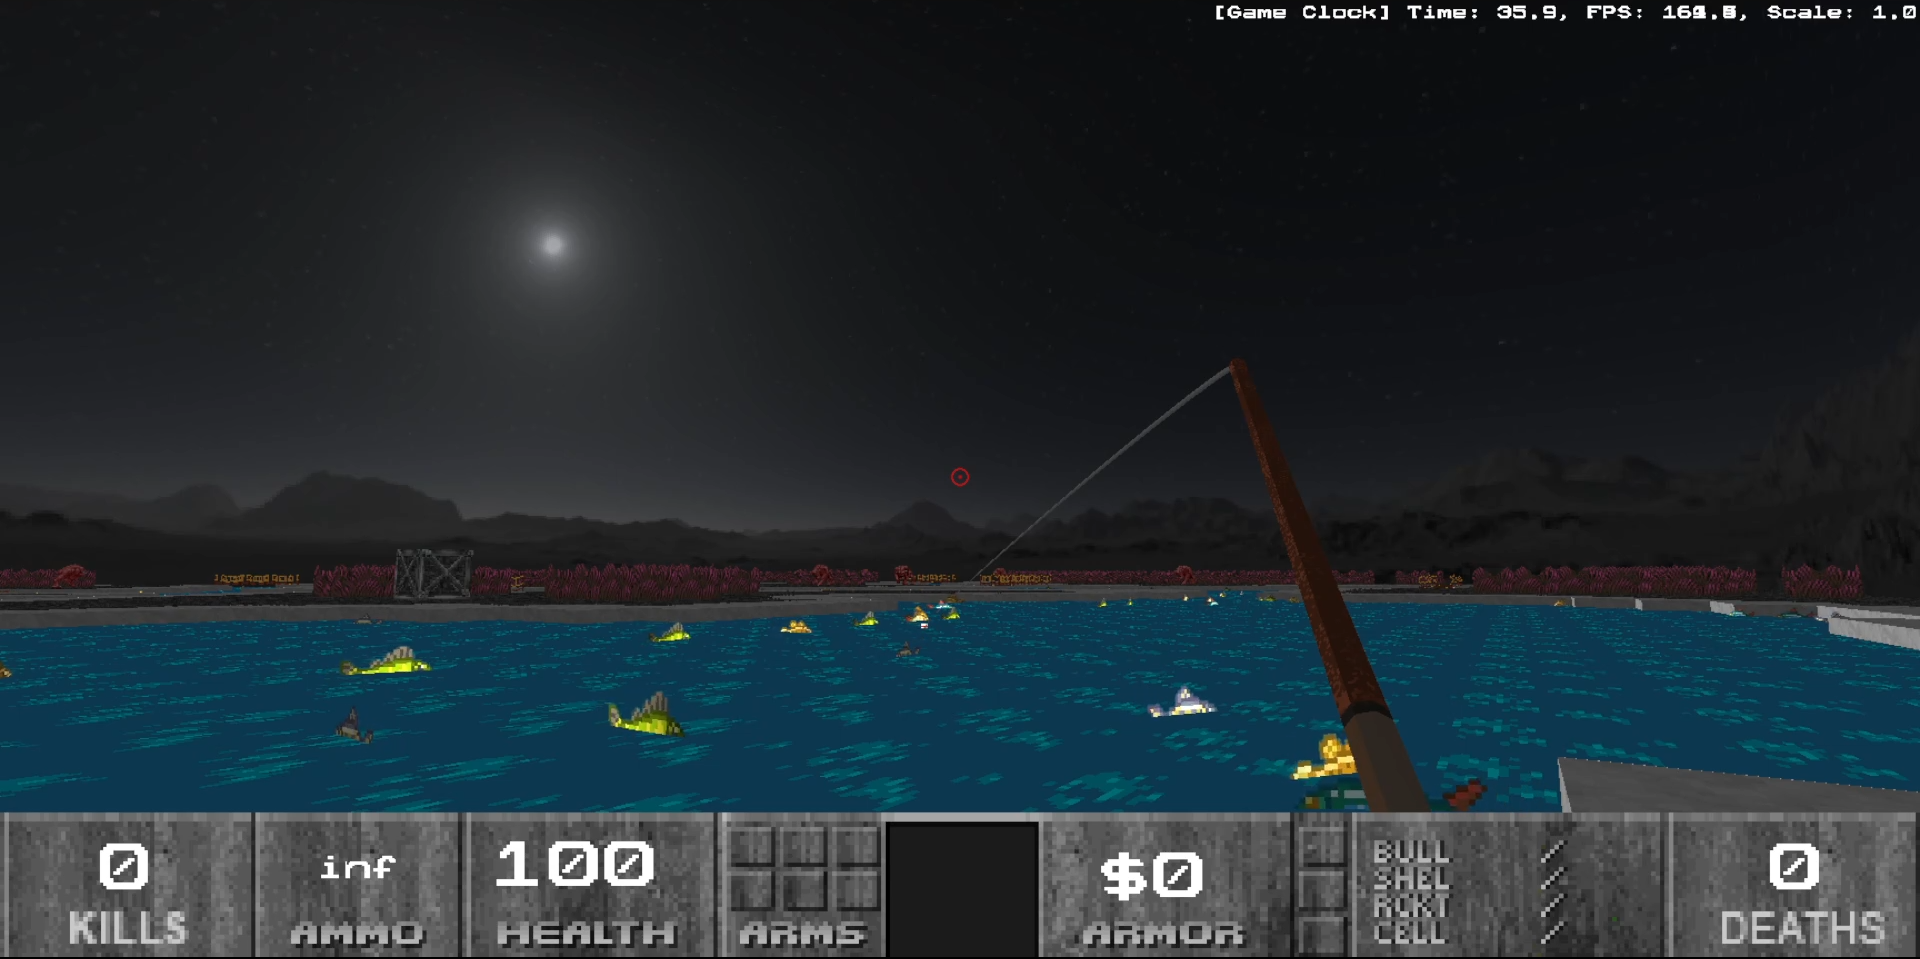 [Game Clock] Time: 35.9, FPS: 16 , Scale: 1.0
0
KILLS
inf
AMMO
100
HEALTH
ARMS
$0
ARMOR
BULL /
SHEL /
RCKT /
CELL /
0
DEATHS